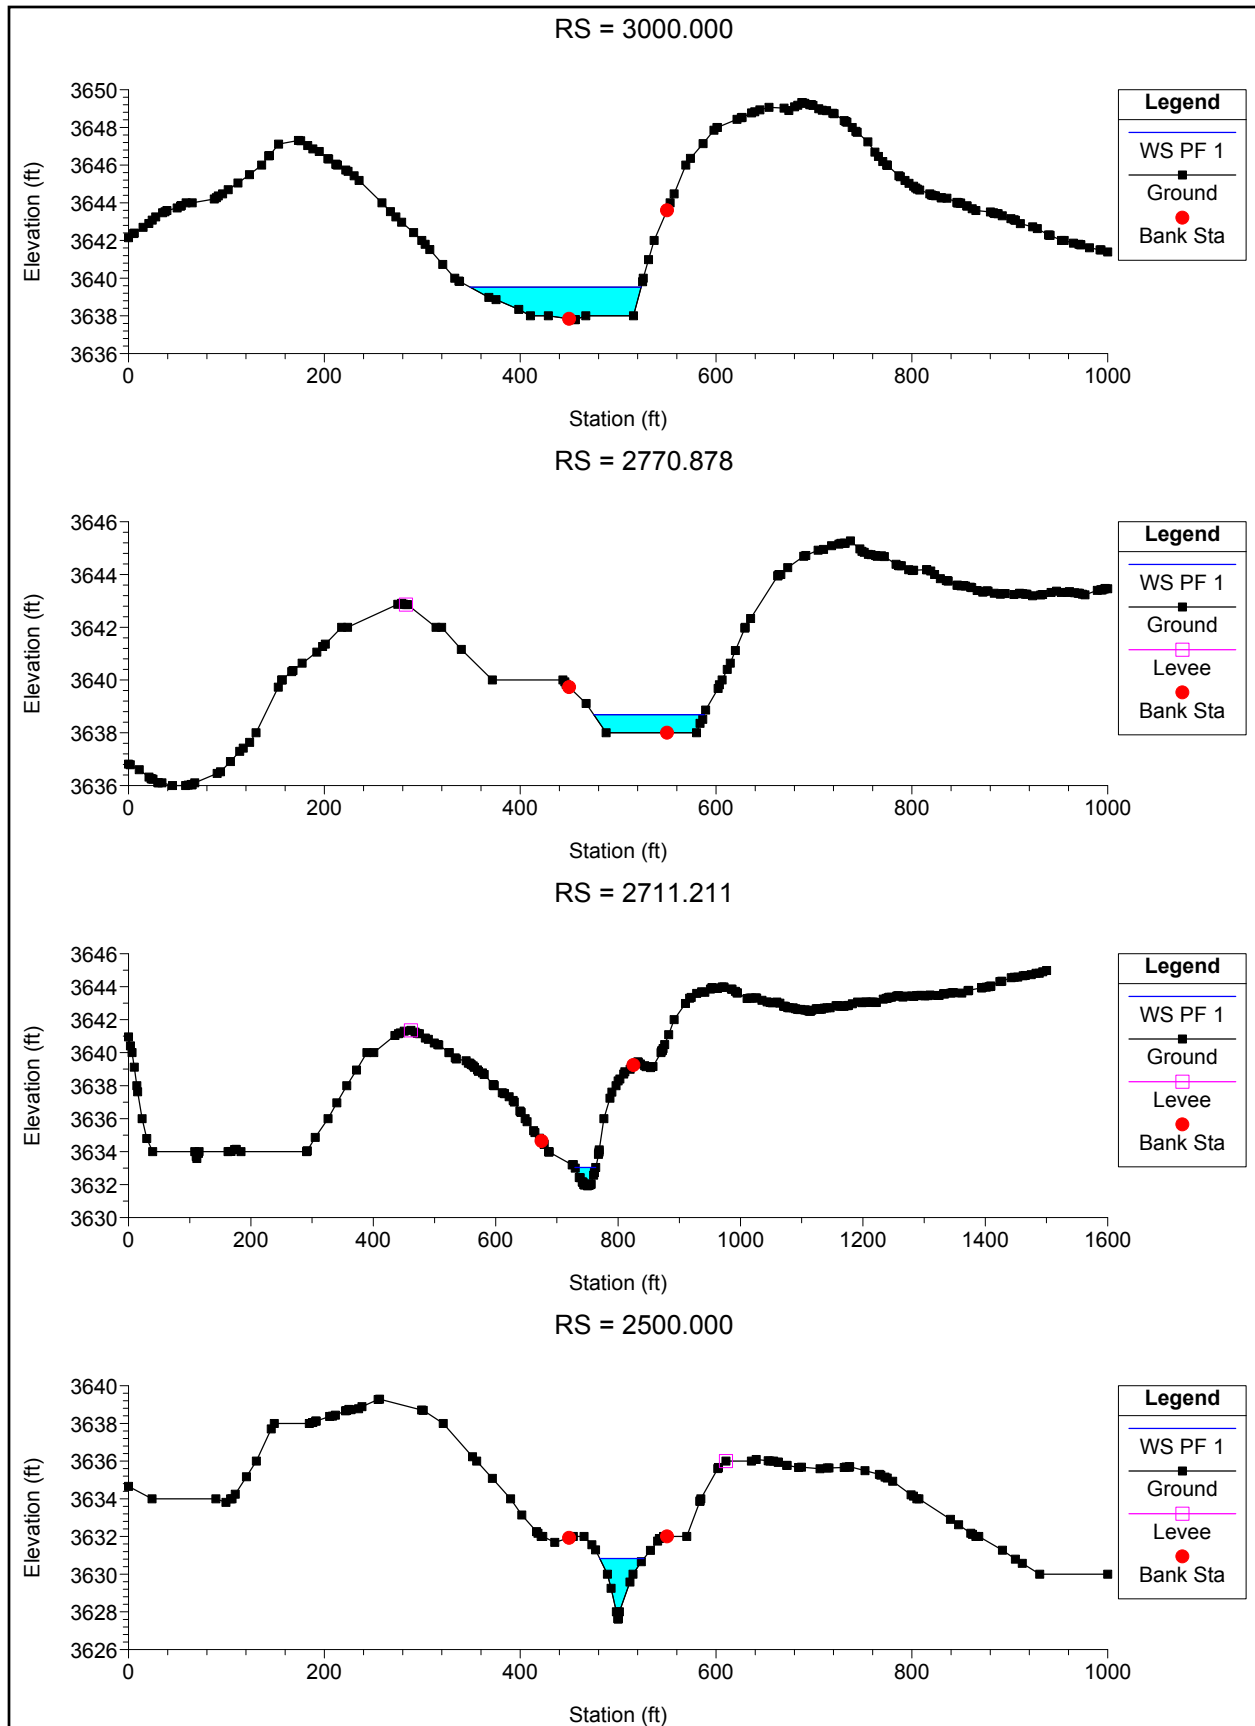 RS = 3000.000
Elevation (ft)
3650
3648
3646
3644
3642
3640
3638
3636
0 200 400 600 800 1000
Station (ft)
Legend
WS PF 1
Ground
Bank Sta
RS = 2770.878
Elevation (ft)
3646
3644
3642
3640
3638
3636
0 200 400 600 800 1000
Station (ft)
Legend
WS PF 1
Ground
Levee
Bank Sta
RS = 2711.211
Elevation (ft)
3646
3644
3642
3640
3638
3636
3634
3632
3630
0 200 400 600 800 1000 1200 1400 1600
Station (ft)
Legend
WS PF 1
Ground
Levee
Bank Sta
RS = 2500.000
Elevation (ft)
3640
3638
3636
3634
3632
3630
3628
3626
0 200 400 600 800 1000
Station (ft)
Legend
WS PF 1
Ground
Levee
Bank Sta